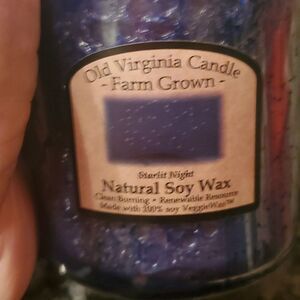 Old Virginia Candle
- Farm Grown -
Starlit Night
Natural Soy Wax
Clean Burning • Renewable Resource
Made with 100% soy VeggieWax™